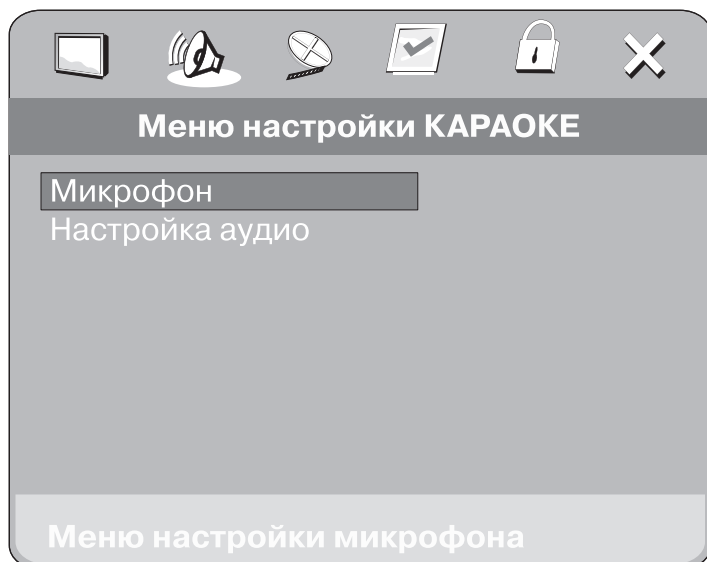 Меню настройки КАРАОКЕ
Микрофон
Настройка аудио
Меню настройки микрофона